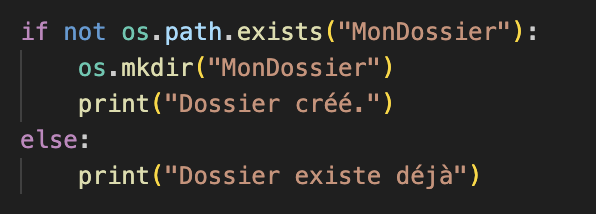 if not os.path.exists("MonDossier"):
    os.mkdir("MonDossier")
    print("Dossier créé.")
else:
    print("Dossier existe déjà")